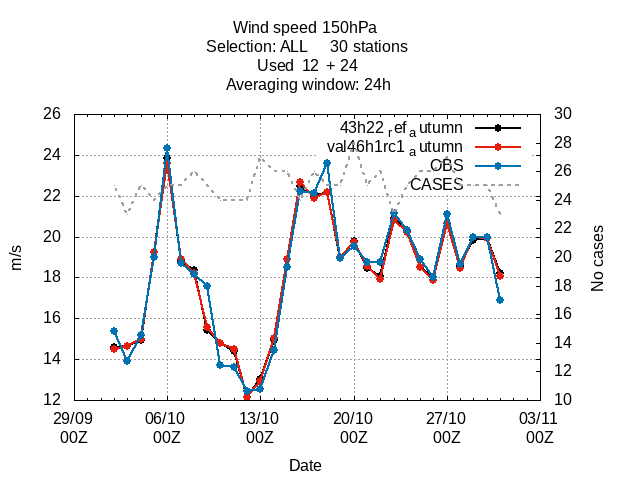 Wind speed 150hPa
Selection: ALL 30 stations
Used 12 + 24
Averaging window: 24h
26
24
22
20
18
16
14
12
m/s
30
28
26
24
22
20
18
16
14
12
10
No cases
43h22 refautumn
val46h1rc1 autumn
OBS
CASES
29/09 06/10 13/10 20/10 27/10 03/11
00Z 00Z 00Z 00Z 00Z 00Z
Date